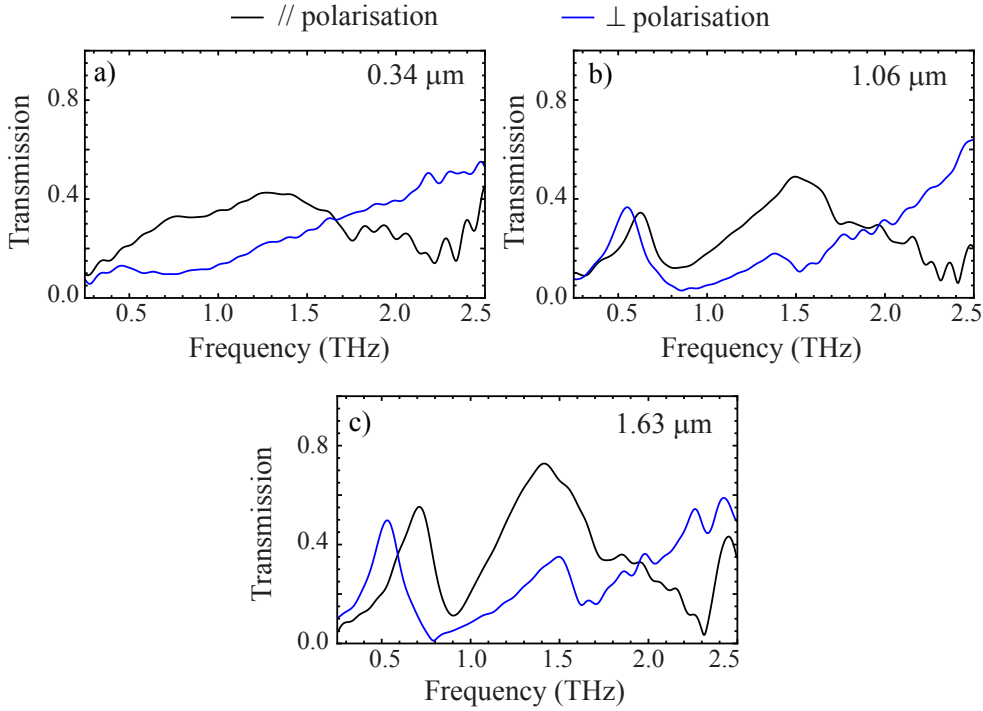 // polarisation
⊥ polarisation
a)
0.34 μm
0.8
0.4
0.0
Transmission
0.5 1.0 1.5 2.0 2.5
Frequency (THz)
b)
1.06 μm
0.8
0.4
0.0
Transmission
0.5 1.0 1.5 2.0 2.5
Frequency (THz)
c)
1.63 μm
0.8
0.4
0.0
Transmission
0.5 1.0 1.5 2.0 2.5
Frequency (THz)